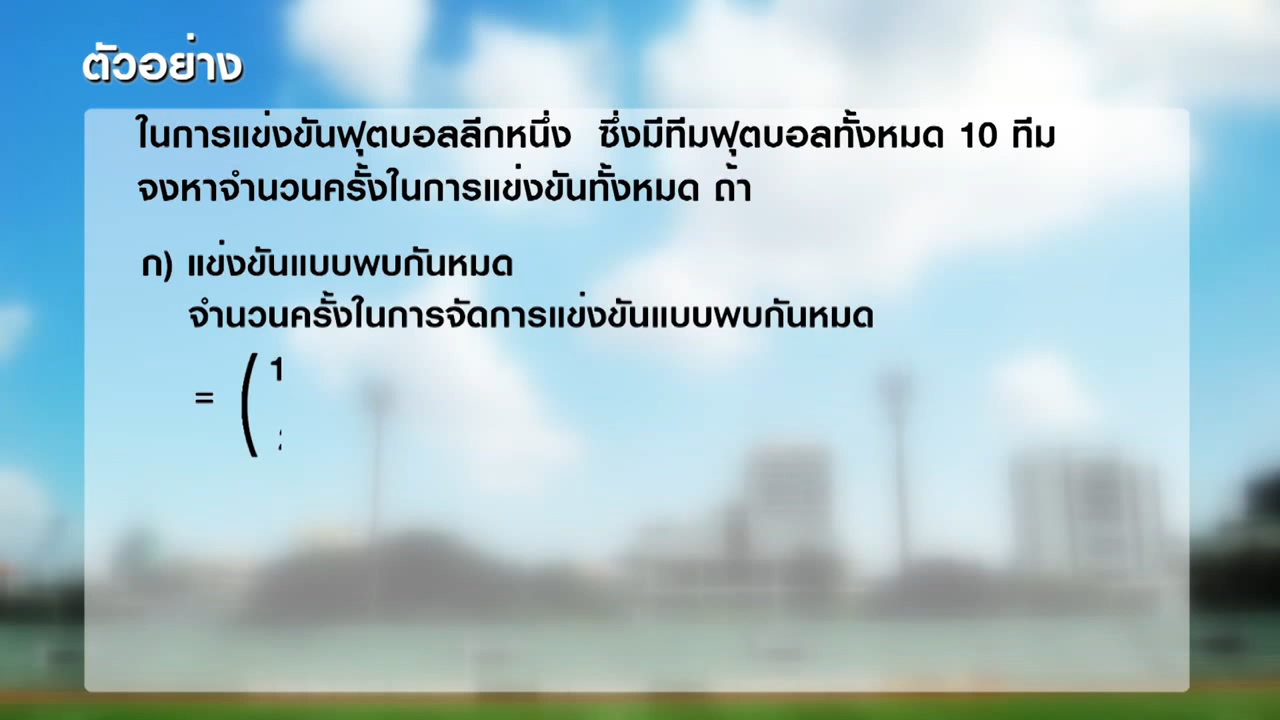 ตัวอย่าง
ในการแข่งขันฟุตบอลลีกหนึ่ง ซึ่งมีทีมฟุตบอลทั้งหมด 10 ทีม
จงหาจำนวนครั้งในการแข่งขันทั้งหมด ถ้า
ก) แข่งขันแบบพบกันหมด
จำนวนครั้งในการจัดการแข่งขันแบบพบกันหมด
= ( 1